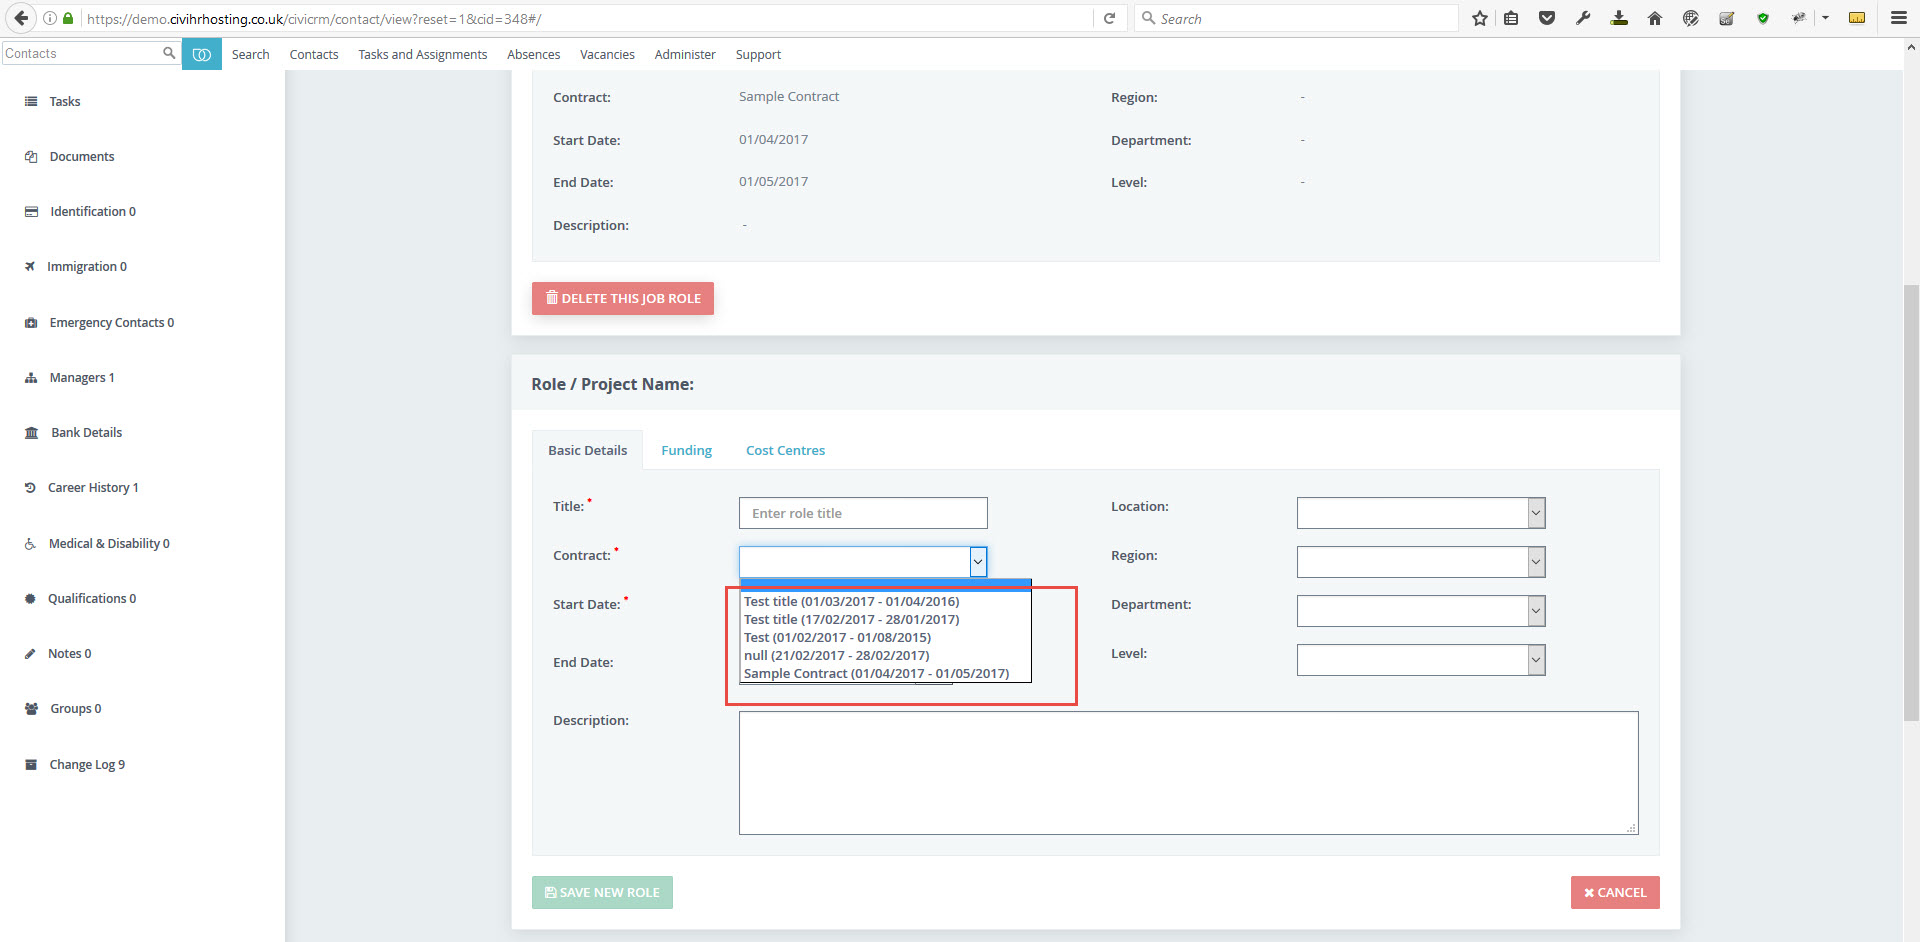 https://demo.civihrhosting.co.uk/civicrm/contact/view?reset=1&cid=348#/
Search
Contacts
Search
Contacts
Tasks and Assignments
Absences
Vacancies
Administer
Support
Tasks
Documents
Identification 0
Immigration 0
Emergency Contacts 0
Managers 1
Bank Details
Career History 1
Medical & Disability 0
Qualifications 0
Notes 0
Groups 0
Change Log 9
Contract: Sample Contract Region: -
Start Date: 01/04/2017 Department: -
End Date: 01/05/2017 Level: -
Description: -
DELETE THIS JOB ROLE
Role / Project Name:
Basic Details Funding Cost Centres
Title: * Enter role title Location:
Contract: * Region:
Test title (01/03/2017 - 01/04/2016)
Start Date: * Department:
Test title (17/02/2017 - 28/01/2017)
Test (01/02/2017 - 01/08/2015)
null (21/02/2017 - 28/02/2017)
End Date: Level:
Sample Contract (01/04/2017 - 01/05/2017)
Description:
SAVE NEW ROLE
CANCEL